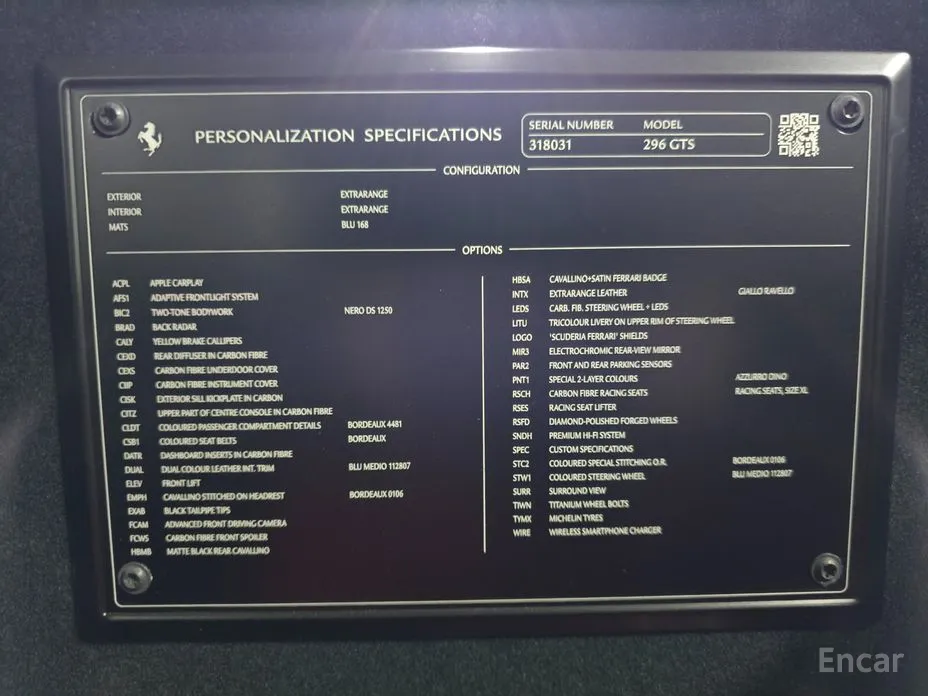 PERSONALIZATION SPECIFICATIONS
SERIAL NUMBER MODEL
318031 296 GTS
CONFIGURATION
EXTERIOR EXTRARANGE
INTERIOR EXTRARANGE
MATS BLU 168
OPTIONS
ACPL APPLE CARPLAY
AFS1 ADAPTIVE FRONTLIGHT SYSTEM
BIC2 TWO-TONE BODYWORK NERO DS 1250
BRAD BACK RADAR
CALY YELLOW BRAKE CALLIPERS
CEXD REAR DIFFUSER IN CARBON FIBRE
CEXS CARBON FIBRE UNDERDOOR COVER
CIIP CARBON FIBRE INSTRUMENT COVER
CISK EXTERIOR SILL KICKPLATE IN CARBON
CITZ UPPER PART OF CENTRE CONSOLE IN CARBON FIBRE
CLDT COLOURED PASSENGER COMPARTMENT DETAILS BORDEAUX 4481
CSB1 COLOURED SEAT BELTS BORDEAUX
DATR DASHBOARD INSERTS IN CARBON FIBRE
DUAL DUAL COLOUR LEATHER INT. TRIM BLU MEDIO 112807
ELEV FRONT LIFT
EMPH CAVALLINO STITCHED ON HEADREST BORDEAUX 0106
EXAB BLACK TAILPIPE TIPS
FCAM ADVANCED FRONT DRIVING CAMERA
FCWS CARBON FIBRE FRONT SPOILER
HBMB MATTE BLACK REAR CAVALLINO
HBSA CAVALLINO+SATIN FERRARI BADGE
INTX EXTRARANGE LEATHER GIALLO RAVELLO
LEDS CARB. FIB. STEERING WHEEL + LEDS
LITU TRICOLOUR LIVERY ON UPPER RIM OF STEERING WHEEL
LOGO 'SCUDERIA FERRARI' SHIELDS
MIR3 ELECTROCHROMIC REAR-VIEW MIRROR
PAR2 FRONT AND REAR PARKING SENSORS
PNT1 SPECIAL 2-LAYER COLOURS AZZURRO DINO
RSCH CARBON FIBRE RACING SEATS RACING SEATS, SIZE XL
RSES RACING SEAT LIFTER
RSFD DIAMOND-POLISHED FORGED WHEELS
SNDH PREMIUM HI-FI SYSTEM
SPEC CUSTOM SPECIFICATIONS
STC2 COLOURED SPECIAL STITCHING O.R. BORDEAUX 0106
STW1 COLOURED STEERING WHEEL BLU MEDIO 112807
SURR SURROUND VIEW
TIWN TITANIUM WHEEL BOLTS
TYMX MICHELIN TYRES
WIRE WIRELESS SMARTPHONE CHARGER
Encar